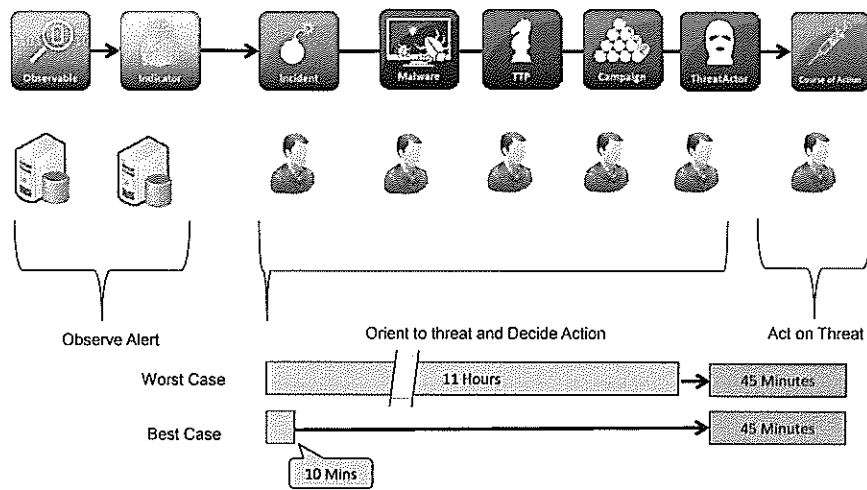 Observable
Indicator
Incident
Malware
TTP
Campaign
ThreatActor
Course of Action
Observe Alert
Orient to threat and Decide Action
Act on Threat
Worst Case
11 Hours
45 Minutes
Best Case
45 Minutes
10 Mins